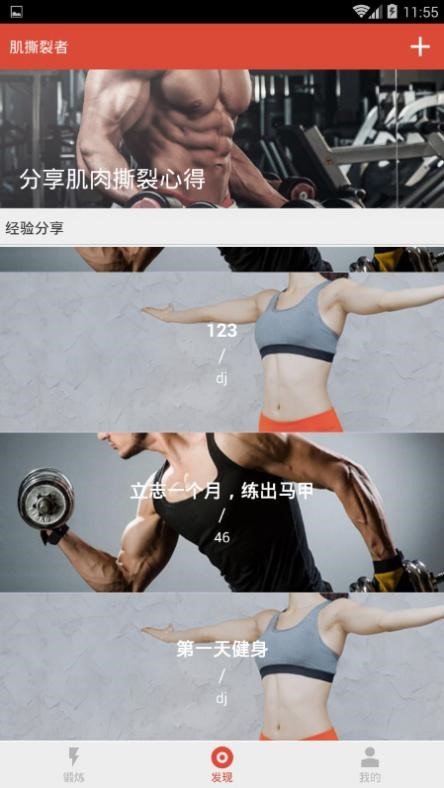 11:55
肌撕裂者
分享肌肉撕裂心得
经验分享
123
/
dj
立志一个月，练出马甲
/
46
第一天健身
/
dj
锻炼
发现
我的